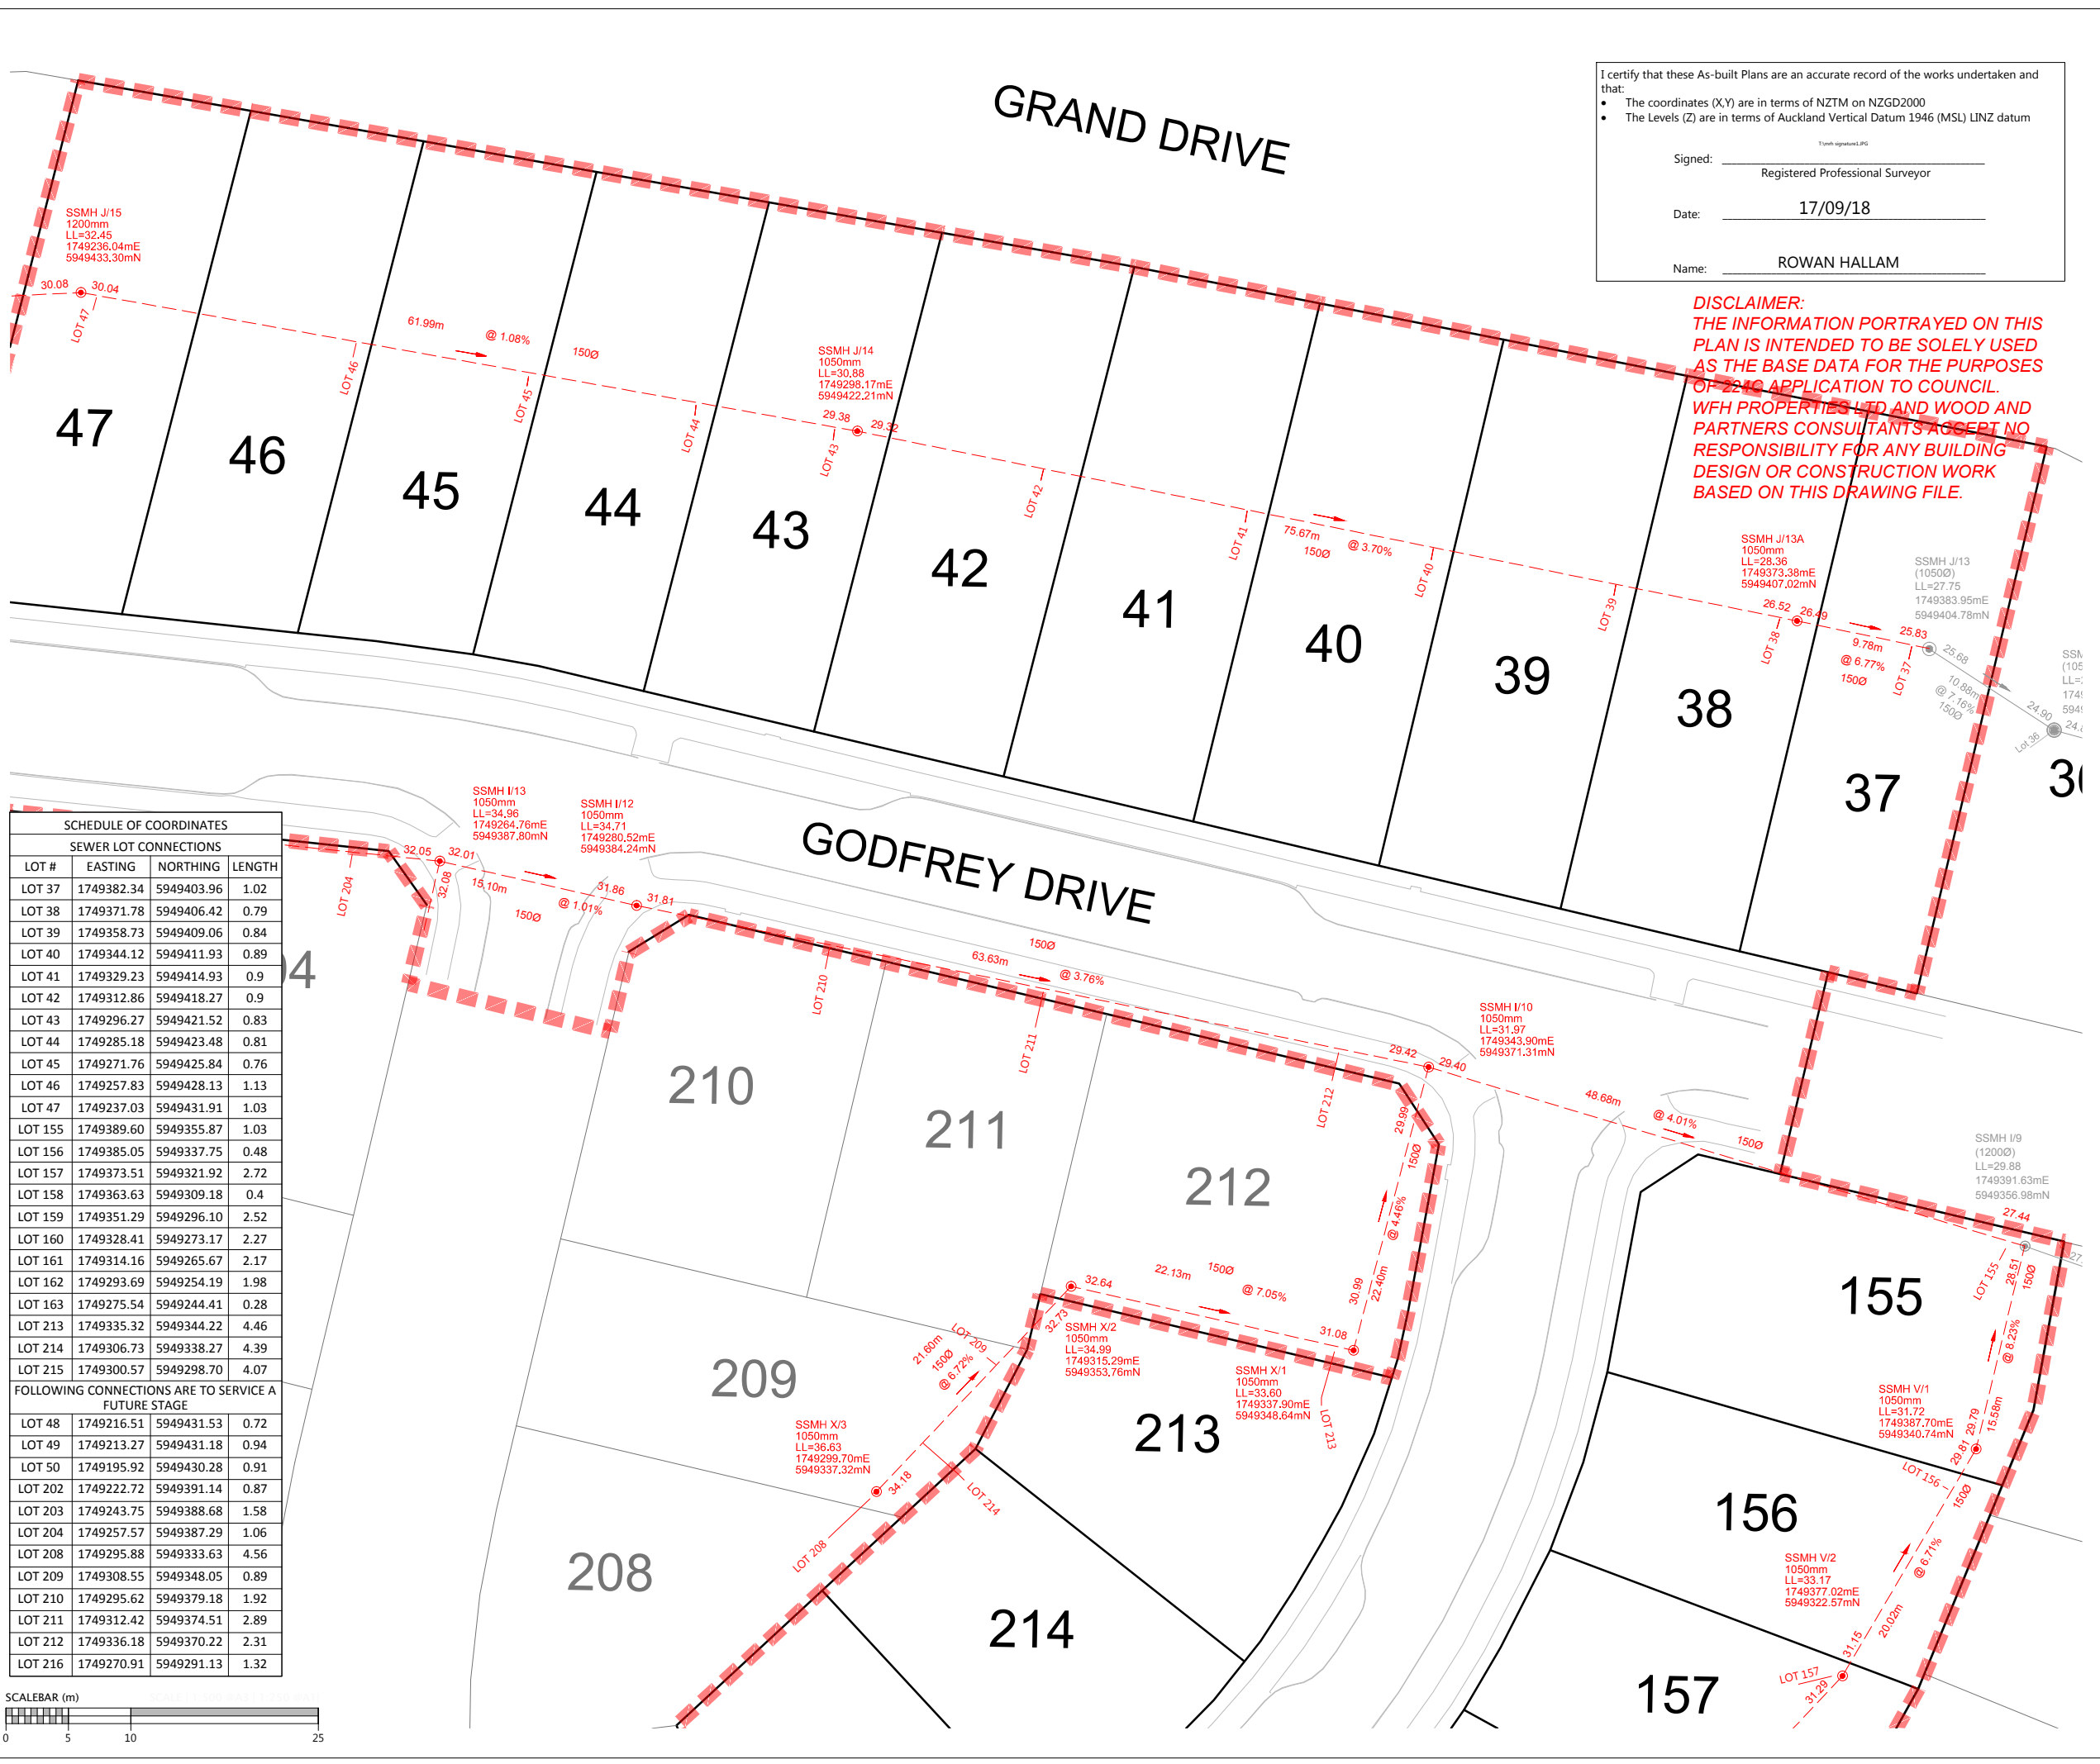 GRAND DRIVE
I certify that these As-built Plans are an accurate record of the works undertaken and
that:
• The coordinates (X,Y) are in terms of NZTM on NZGD2000
• The Levels (Z) are in terms of Auckland Vertical Datum 1946 (MSL) LINZ datum
Signed:
Registered Professional Surveyor
Date: 17/09/18
Name: ROWAN HALLAM
DISCLAIMER:
THE INFORMATION PORTRAYED ON THIS
PLAN IS INTENDED TO BE SOLELY USED
AS THE BASE DATA FOR THE PURPOSES
OF 224C APPLICATION TO COUNCIL.
WFH PROPERTIES LTD AND WOOD AND
PARTNERS CONSULTANTS ACCEPT NO
RESPONSIBILITY FOR ANY BUILDING
DESIGN OR CONSTRUCTION WORK
BASED ON THIS DRAWING FILE.
SSMH J/15
1200mm
LL=32.45
1749236.04mE
5949433.30mN
30.08
30.04
LOT 47
LOT 46
61.99m
@ 1.08%
150Ø
LOT 45
LOT 44
SSMH J/14
1050mm
LL=30.88
1749298.17mE
5949422.21mN
29.38
29.32
LOT 43
LOT 42
LOT 41
75.67m
@ 3.70%
150Ø
LOT 40
LOT 39
SSMH J/13A
1050mm
LL=28.36
1749373.38mE
5949407.02mN
26.52
26.49
LOT 38
9.78m
@ 6.77%
150Ø
25.83
LOT 37
SSMH J/13
(1050Ø)
LL=27.75
1749383.95mE
5949404.78mN
25.68
10.88m
@ 7.16%
150Ø
24.90
Lot 36
47
46
45
44
43
42
41
40
39
38
37
GODFREY DRIVE
SSMH I/13
1050mm
LL=34.96
1749264.76mE
5949387.80mN
SSMH I/12
1050mm
LL=34.71
1749280.52mE
5949384.24mN
LOT 204
32.05
32.01
32.08
15.10m
@ 1.01%
150Ø
31.86
31.81
LOT 210
63.63m
150Ø
@ 3.76%
LOT 211
LOT 212
SSMH I/10
1050mm
LL=31.97
1749343.90mE
5949371.31mN
29.42
29.40
29.99
48.68m
@ 4.01%
150Ø
SSMH I/9
(1200Ø)
LL=29.88
1749391.63mE
5949356.98mN
27.44
210
211
212
150Ø
@ 4.46%
22.40m
30.99
32.64
22.13m
150Ø
@ 7.05%
31.08
32.73
SSMH X/2
1050mm
LL=34.99
1749315.29mE
5949353.76mN
SSMH X/1
1050mm
LL=33.60
1749337.90mE
5949348.64mN
LOT 213
LOT 209
21.60m
150Ø
@ 6.72%
SSMH X/3
1050mm
LL=36.63
1749299.70mE
5949337.32mN
34.18
LOT 214
LOT 208
209
213
208
214
155
LOT 155
28.51
150Ø
@ 8.23%
15.58m
SSMH V/1
1050mm
LL=31.72
1749387.70mE
5949340.74mN
29.79
29.81
LOT 156
150Ø
156
@ 6.71%
20.02m
SSMH V/2
1050mm
LL=33.17
1749377.02mE
5949322.57mN
31.15
LOT 157
31.29
157
SCHEDULE OF COORDINATES
SEWER LOT CONNECTIONS
LOT # EASTING NORTHING LENGTH
LOT 37 1749382.34 5949403.96 1.02
LOT 38 1749371.78 5949406.42 0.79
LOT 39 1749358.73 5949409.06 0.84
LOT 40 1749344.12 5949411.93 0.89
LOT 41 1749329.23 5949414.93 0.9
LOT 42 1749312.86 5949418.27 0.9
LOT 43 1749296.27 5949421.52 0.83
LOT 44 1749285.18 5949423.48 0.81
LOT 45 1749271.76 5949425.84 0.76
LOT 46 1749257.83 5949428.13 1.13
LOT 47 1749237.03 5949431.91 1.03
LOT 155 1749389.60 5949355.87 1.03
LOT 156 1749385.05 5949337.75 0.48
LOT 157 1749373.51 5949321.92 2.72
LOT 158 1749363.63 5949309.18 0.4
LOT 159 1749351.29 5949296.10 2.52
LOT 160 1749328.41 5949273.17 2.27
LOT 161 1749314.16 5949265.67 2.17
LOT 162 1749293.69 5949254.19 1.98
LOT 163 1749275.54 5949244.41 0.28
LOT 213 1749335.32 5949344.22 4.46
LOT 214 1749306.73 5949338.27 4.39
LOT 215 1749300.57 5949298.70 4.07
FOLLOWING CONNECTIONS ARE TO SERVICE A
FUTURE STAGE
LOT 48 1749216.51 5949431.53 0.72
LOT 49 1749213.27 5949431.18 0.94
LOT 50 1749195.92 5949430.28 0.91
LOT 202 1749222.72 5949391.14 0.87
LOT 203 1749243.75 5949388.68 1.58
LOT 204 1749257.57 5949387.29 1.06
LOT 208 1749295.88 5949333.63 4.56
LOT 209 1749308.55 5949348.05 0.89
LOT 210 1749295.62 5949379.18 1.92
LOT 211 1749312.42 5949374.51 2.89
LOT 212 1749336.18 5949370.22 2.31
LOT 216 1749270.91 5949291.13 1.32
SCALEBAR (m)
0 5 10 25